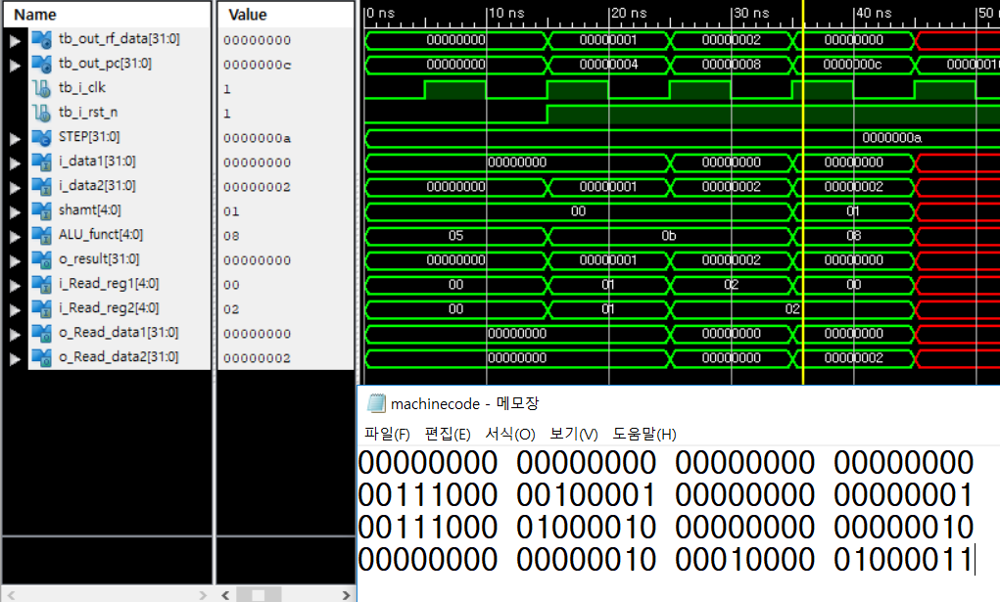 Name Value
0 ns 10 ns 20 ns 30 ns 40 ns 50
tb_out_rf_data[31:0] 00000000 00000000 00000001 00000002 00000000
tb_out_pc[31:0] 0000000c 00000000 00000004 00000008 0000000c 00000010
tb_i_clk 1
tb_i_rst_n 1
STEP[31:0] 0000000a 0000000a
i_data1[31:0] 00000000 00000000 00000000 00000000
i_data2[31:0] 00000002 00000000 00000001 00000002 00000002
shamt[4:0] 01 00 01
ALU_funct[4:0] 08 05 0b 08
o_result[31:0] 00000000 00000000 00000001 00000002 00000000
i_Read_reg1[4:0] 00 00 01 02 00
i_Read_reg2[4:0] 02 00 01 02
o_Read_data1[31:0] 00000000 00000000 00000000 00000000
o_Read_data2[31:0] 00000002 00000000 00000000 00000002
machinecode - 메모장
파일(F) 편집(E) 서식(O) 보기(V) 도움말(H)
00000000 00000000 00000000 00000000
00111000 00100001 00000000 00000001
00111000 01000010 00000000 00000010
00000000 00000010 00010000 01000011